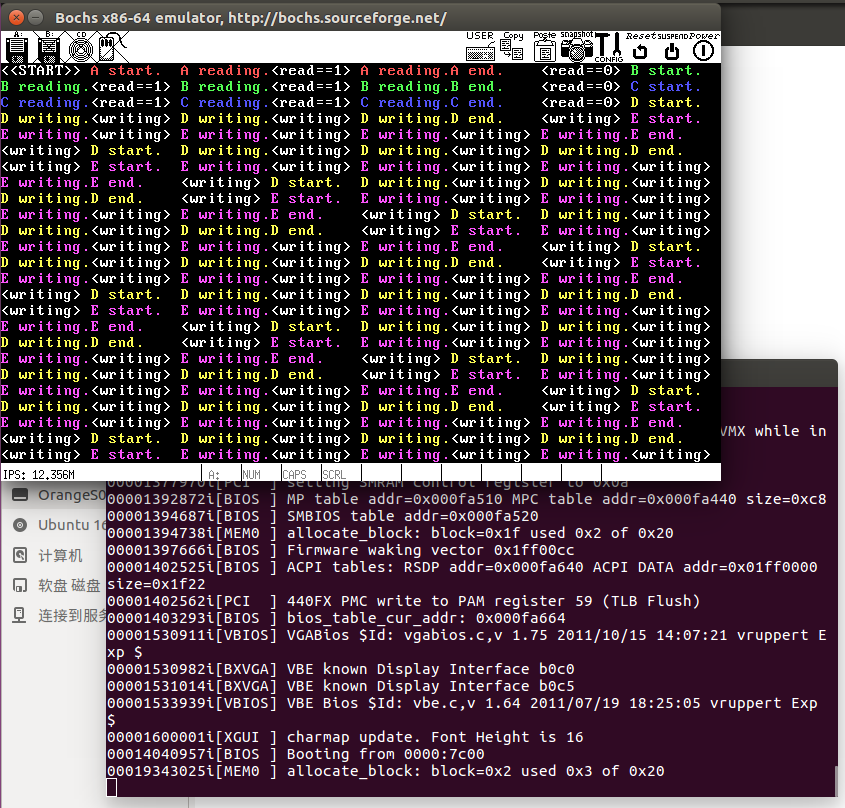 Bochs x86-64 emulator, http://bochs.sourceforge.net/
A: B: CD USER Copy Paste snapshot CONFIG Reset SUSPEND Power
<<START>> A start.  A reading.<read==1> A reading.A end.    <read==0> B start.
B reading.<read==1> B reading.<read==1> B reading.B end.    <read==0> C start.
C reading.<read==1> C reading.<read==1> C reading.C end.    <read==0> D start.
D writing.<writing> D writing.<writing> D writing.D end.    <writing> E start.
E writing.<writing> E writing.<writing> E writing.<writing> E writing.E end.
<writing> D start.  D writing.<writing> D writing.<writing> D writing.D end.
<writing> E start.  E writing.<writing> E writing.<writing> E writing.<writing>
E writing.E end.    <writing> D start.  D writing.<writing> D writing.<writing>
D writing.D end.    <writing> E start.  E writing.<writing> E writing.<writing>
E writing.<writing> E writing.E end.    <writing> D start.  D writing.<writing>
D writing.<writing> D writing.D end.    <writing> E start.  E writing.<writing>
E writing.<writing> E writing.<writing> E writing.E end.    <writing> D start.
D writing.<writing> D writing.<writing> D writing.D end.    <writing> E start.
E writing.<writing> E writing.<writing> E writing.<writing> E writing.E end.
<writing> D start.  D writing.<writing> D writing.<writing> D writing.D end.
<writing> E start.  E writing.<writing> E writing.<writing> E writing.<writing>
E writing.E end.    <writing> D start.  D writing.<writing> D writing.<writing>
D writing.D end.    <writing> E start.  E writing.<writing> E writing.<writing>
E writing.<writing> E writing.E end.    <writing> D start.  D writing.<writing>
D writing.<writing> D writing.D end.    <writing> E start.  E writing.<writing>
E writing.<writing> E writing.<writing> E writing.E end.    <writing> D start.
D writing.<writing> D writing.<writing> D writing.D end.    <writing> E start.
E writing.<writing> E writing.<writing> E writing.<writing> E writing.E end.
<writing> D start.  D writing.<writing> D writing.<writing> D writing.D end.
<writing> E start.  E writing.<writing> E writing.<writing> E writing.<writing>
IPS: 12,356M A: NUM CAPS SCRL
VMX while in
OrangeS0
Ubuntu 16
计算机
软盘 磁盘
连接到服务
00001377970i[PCI  ] setting SMRAM control register to 0x0a
00001392872i[BIOS ] MP table addr=0x000fa510 MPC table addr=0x000fa440 size=0xc8
00001394687i[BIOS ] SMBIOS table addr=0x000fa520
00001394738i[MEM0 ] allocate_block: block=0x1f used 0x2 of 0x20
00001397666i[BIOS ] Firmware waking vector 0x1ff00cc
00001402525i[BIOS ] ACPI tables: RSDP addr=0x000fa640 ACPI DATA addr=0x01ff0000
size=0x1f22
00001402562i[PCI  ] 440FX PMC write to PAM register 59 (TLB Flush)
00001403293i[BIOS ] bios_table_cur_addr: 0x000fa664
00001530911i[VBIOS] VGABios $Id: vgabios.c,v 1.75 2011/10/15 14:07:21 vruppert E
xp $
00001530982i[BXVGA] VBE known Display Interface b0c0
00001531014i[BXVGA] VBE known Display Interface b0c5
00001533939i[VBIOS] VBE Bios $Id: vbe.c,v 1.64 2011/07/19 18:25:05 vruppert Exp
$
00001600001i[XGUI ] charmap update. Font Height is 16
00014040957i[BIOS ] Booting from 0000:7c00
00019343025i[MEM0 ] allocate_block: block=0x2 used 0x3 of 0x20